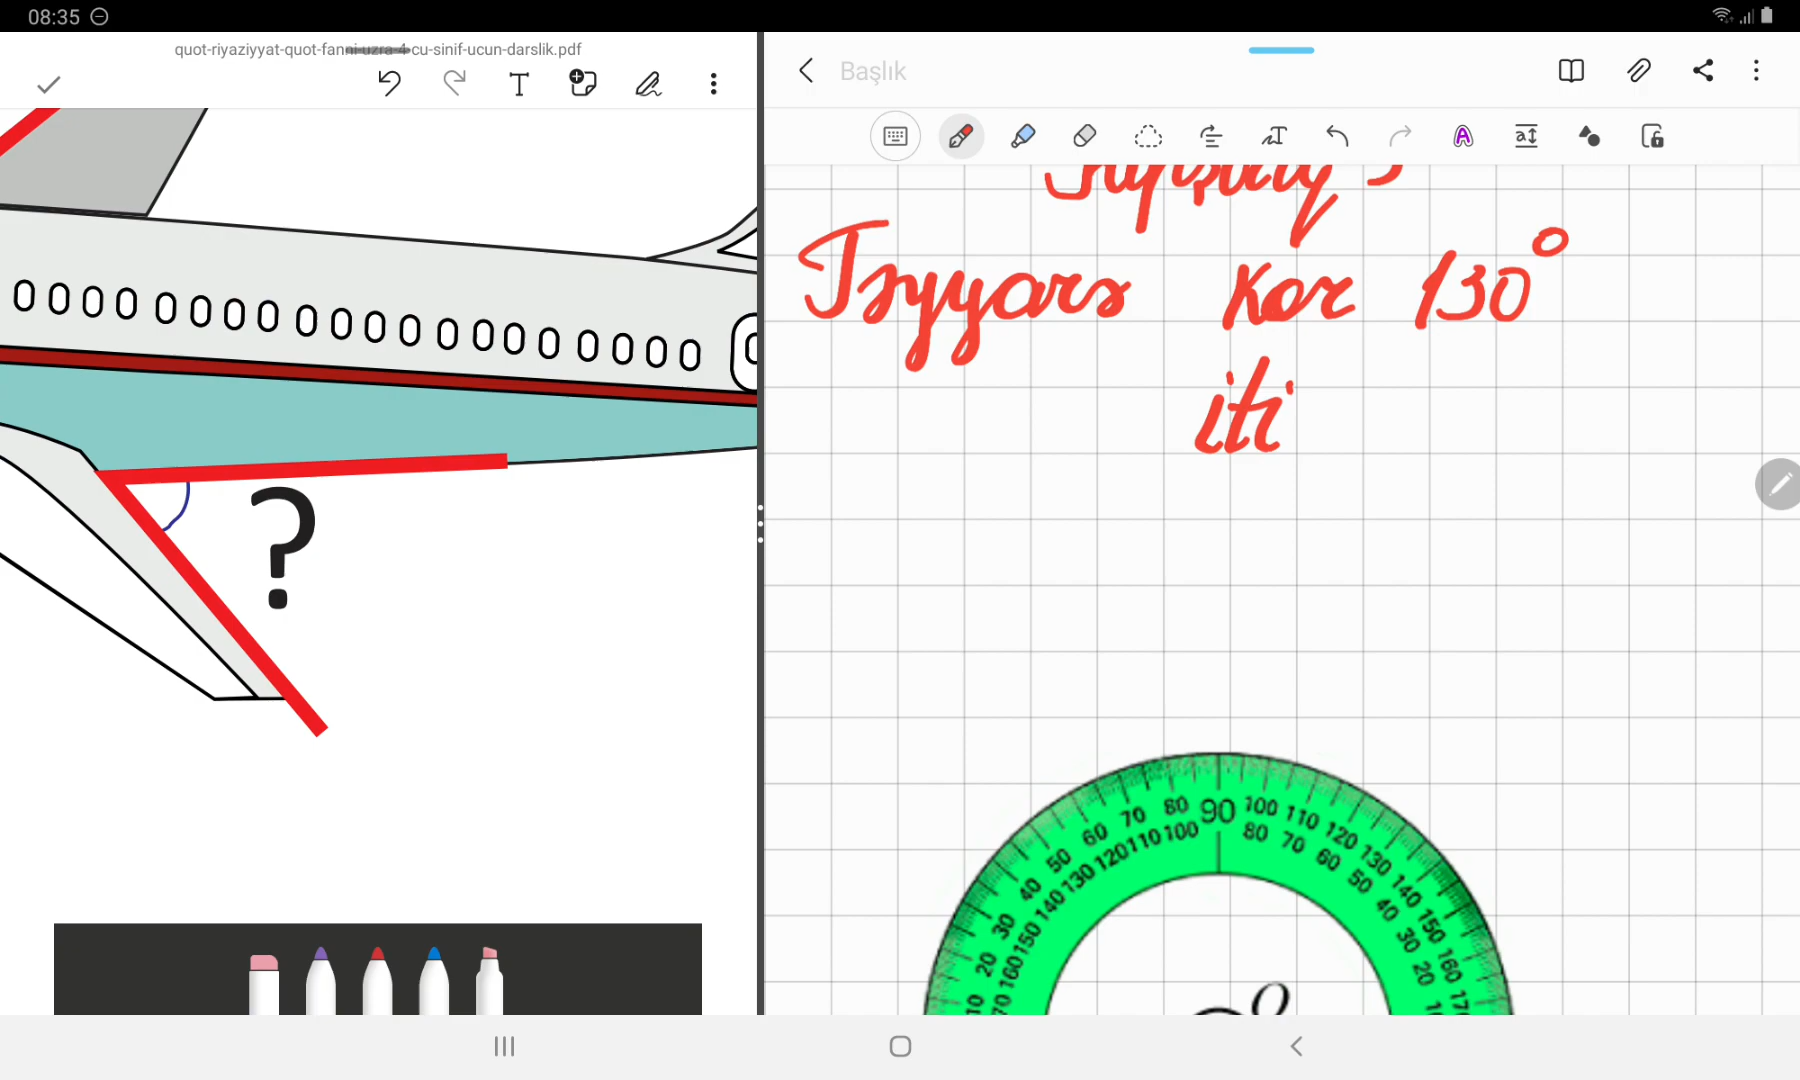 08:35
quot-riyaziyyat-quot-fanni-uzra-4-cu-sinif-ucun-darslik.pdf
T
?
Başlık
T
A
a
Təyyarə kor 130°
iti
10 20 30 40 50 60 70 80 90 100 110 120 130 140 150 160 170
70 160 150 140 130 120 110 100 80 70 60 50 40 30 20 1